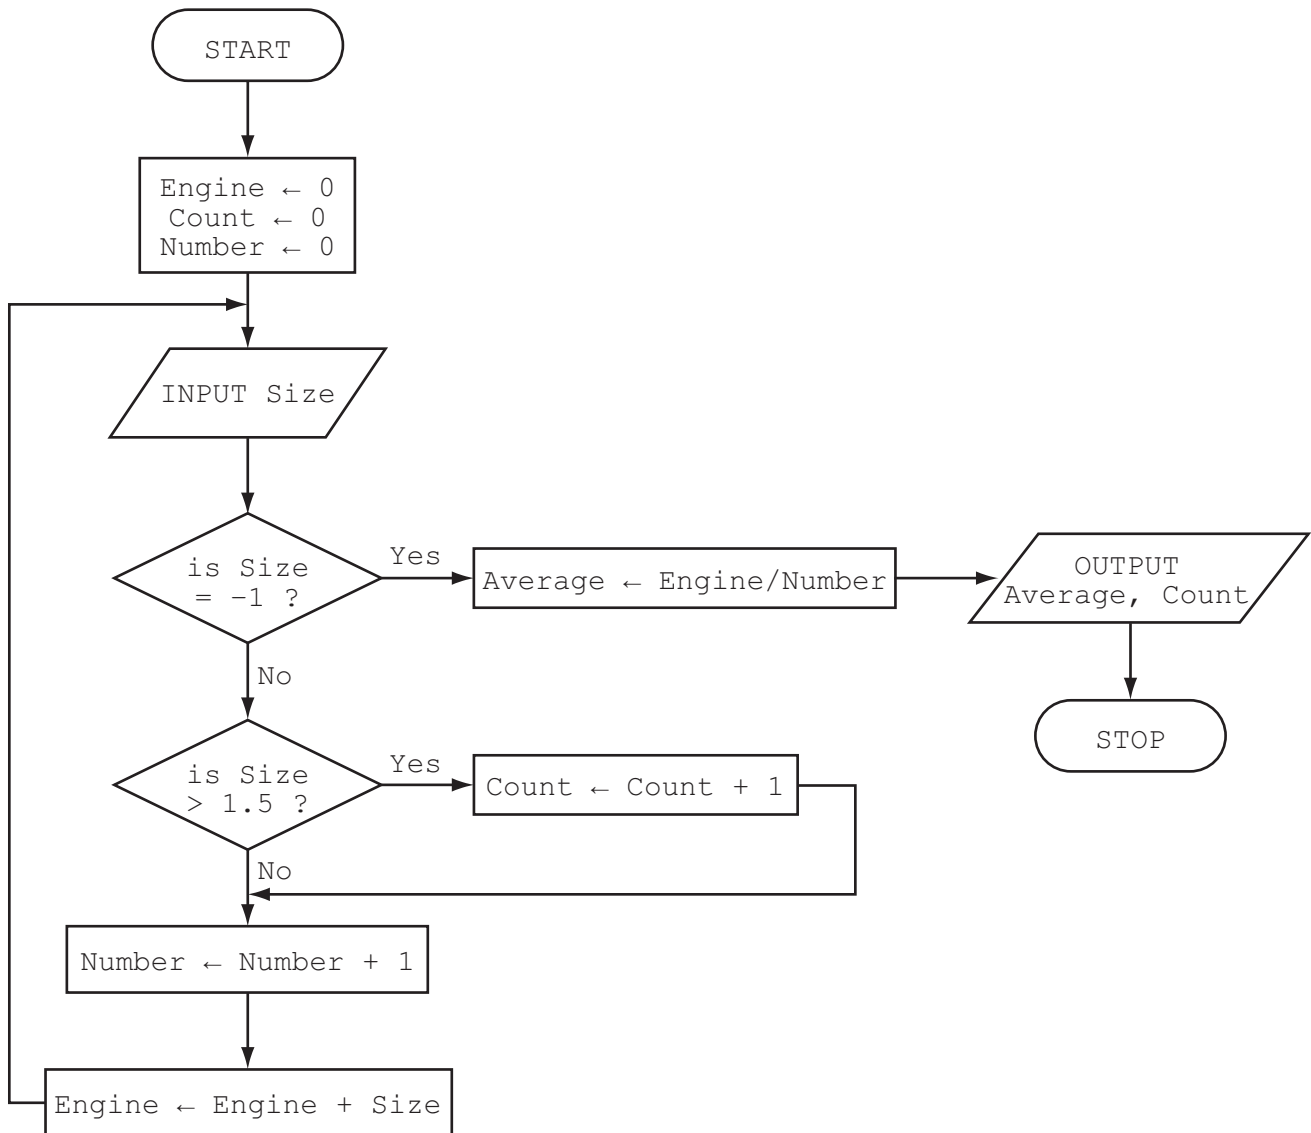 START
Engine ← 0
Count ← 0
Number ← 0
INPUT Size
is Size
= –1 ?
Yes
Average ← Engine/Number
OUTPUT
Average, Count
No
STOP
is Size
> 1.5 ?
Yes
Count ← Count + 1
No
Number ← Number + 1
Engine ← Engine + Size